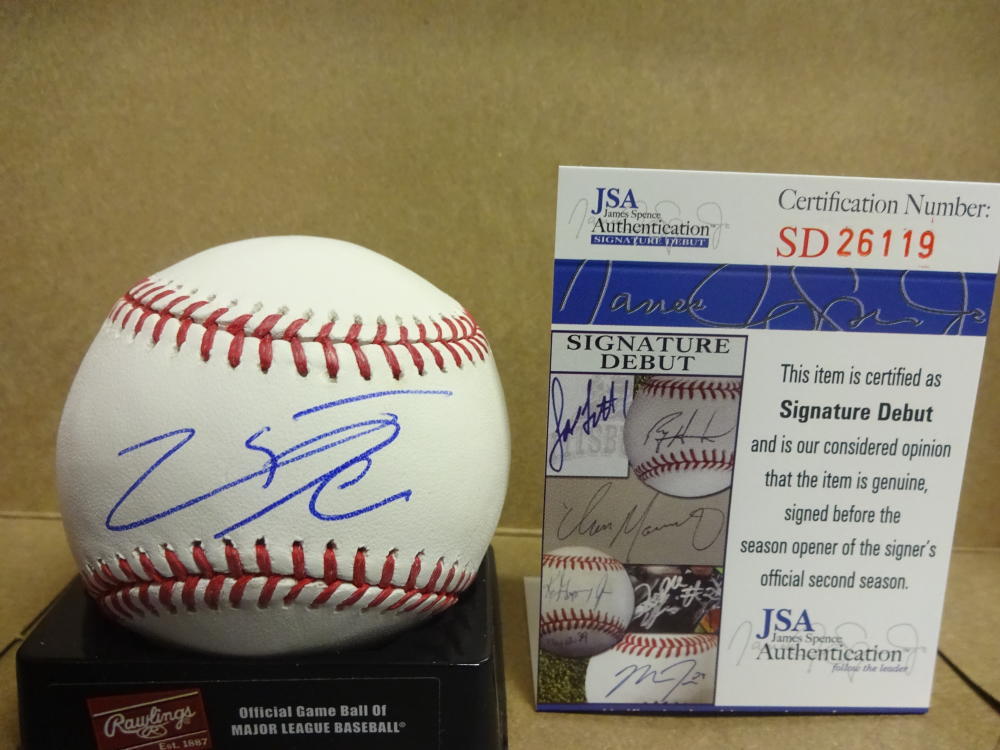 Rawlings
Est. 1887
Official Game Ball Of
MAJOR LEAGUE BASEBALL®
JSA
James Spence
Authentication
SIGNATURE DEBUT
Certification Number:
SD 26119
SIGNATURE
DEBUT
This item is certified as
Signature Debut
and is our considered opinion
that the item is genuine,
signed before the
season opener of the signer's
official second season.
JSA
James Spence
Authentication
follow the leader